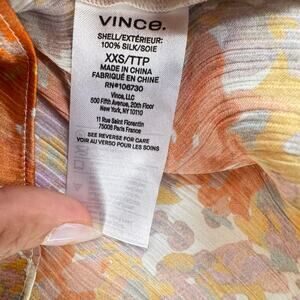 VINCE.
SHELL/EXTÉRIEUR:
100% SILK/SOIE
XXS/TTP
MADE IN CHINA
FABRIQUÉ EN CHINE
RN#106730
Vince, LLC
500 Fifth Avenue, 20th Floor
New York, NY 10110
11 Rue Saint Florentin
75008 Paris France
SEE REVERSE FOR CARE
VOIR AU VERSO POUR LES SOINS